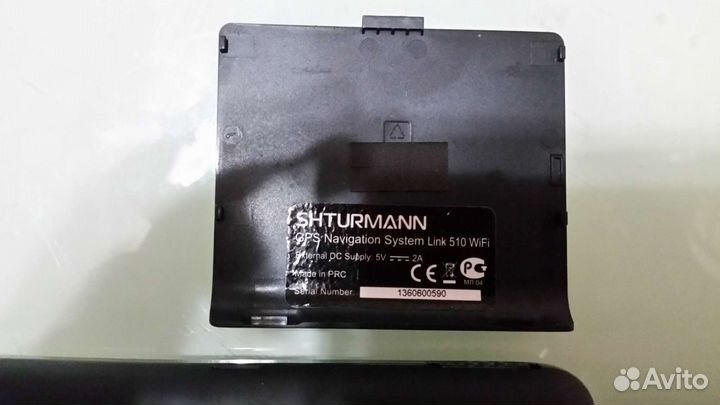 SHTURMANN
GPS Navigation System Link 510 WiFi
External DC Supply: 5V 2A
Made in PRC
CE
МП 04
Serial Number: 1360600590
Avito